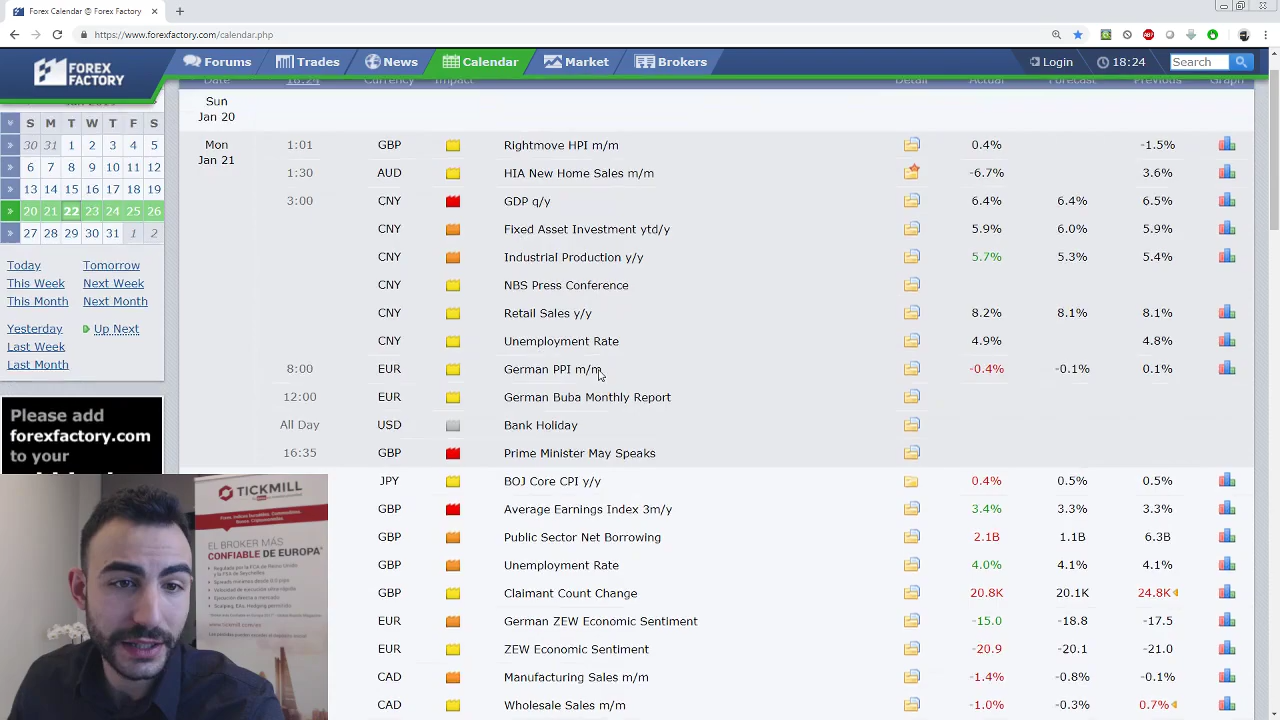 Forex Calendar @ Forex Factory
https://www.forexfactory.com/calendar.php
FOREX FACTORY
Forums
Trades
News
Calendar
Market
Brokers
Login
18:24
Search
Date 18:24 Currency Impact Detail Actual Forecast Previous Graph
S M T W T F S
30 31 1 2 3 4 5
6 7 8 9 10 11 12
13 14 15 16 17 18 19
20 21 22 23 24 25 26
27 28 29 30 31 1 2
Today Tomorrow
This Week Next Week
This Month Next Month
Yesterday Up Next
Last Week
Last Month
Please add
forexfactory.com
to your
Sun
Jan 20
Mon
Jan 21
1:01 GBP Rightmove HPI m/m 0.4% -1.5%
1:30 AUD HIA New Home Sales m/m -6.7% 3.6%
3:00 CNY GDP q/y 6.4% 6.4% 6.5%
CNY Fixed Asset Investment ytd/y 5.9% 6.0% 5.9%
CNY Industrial Production y/y 5.7% 5.3% 5.4%
CNY NBS Press Conference
CNY Retail Sales y/y 8.2% 8.1% 8.1%
CNY Unemployment Rate 4.9% 4.8%
8:00 EUR German PPI m/m -0.4% -0.1% 0.1%
12:00 EUR German Buba Monthly Report
All Day USD Bank Holiday
16:35 GBP Prime Minister May Speaks
JPY BOJ Core CPI y/y 0.4% 0.5% 0.5%
GBP Average Earnings Index 3m/y 3.4% 3.3% 3.3%
GBP Public Sector Net Borrowing 2.1B 1.1B 6.3B
GBP Unemployment Rate 4.0% 4.1% 4.1%
GBP Claimant Count Change 20.8K 20.1K 24.8K
EUR German ZEW Economic Sentiment -15.0 -18.8 -17.5
EUR ZEW Economic Sentiment -20.9 -20.1 -21.0
CAD Manufacturing Sales m/m -1.4% -0.8% -0.1%
CAD Wholesale Sales m/m -1.0% -0.3% 0.7%
TICKMILL
EL BROKER MÁS
CONFIABLE DE EUROPA*